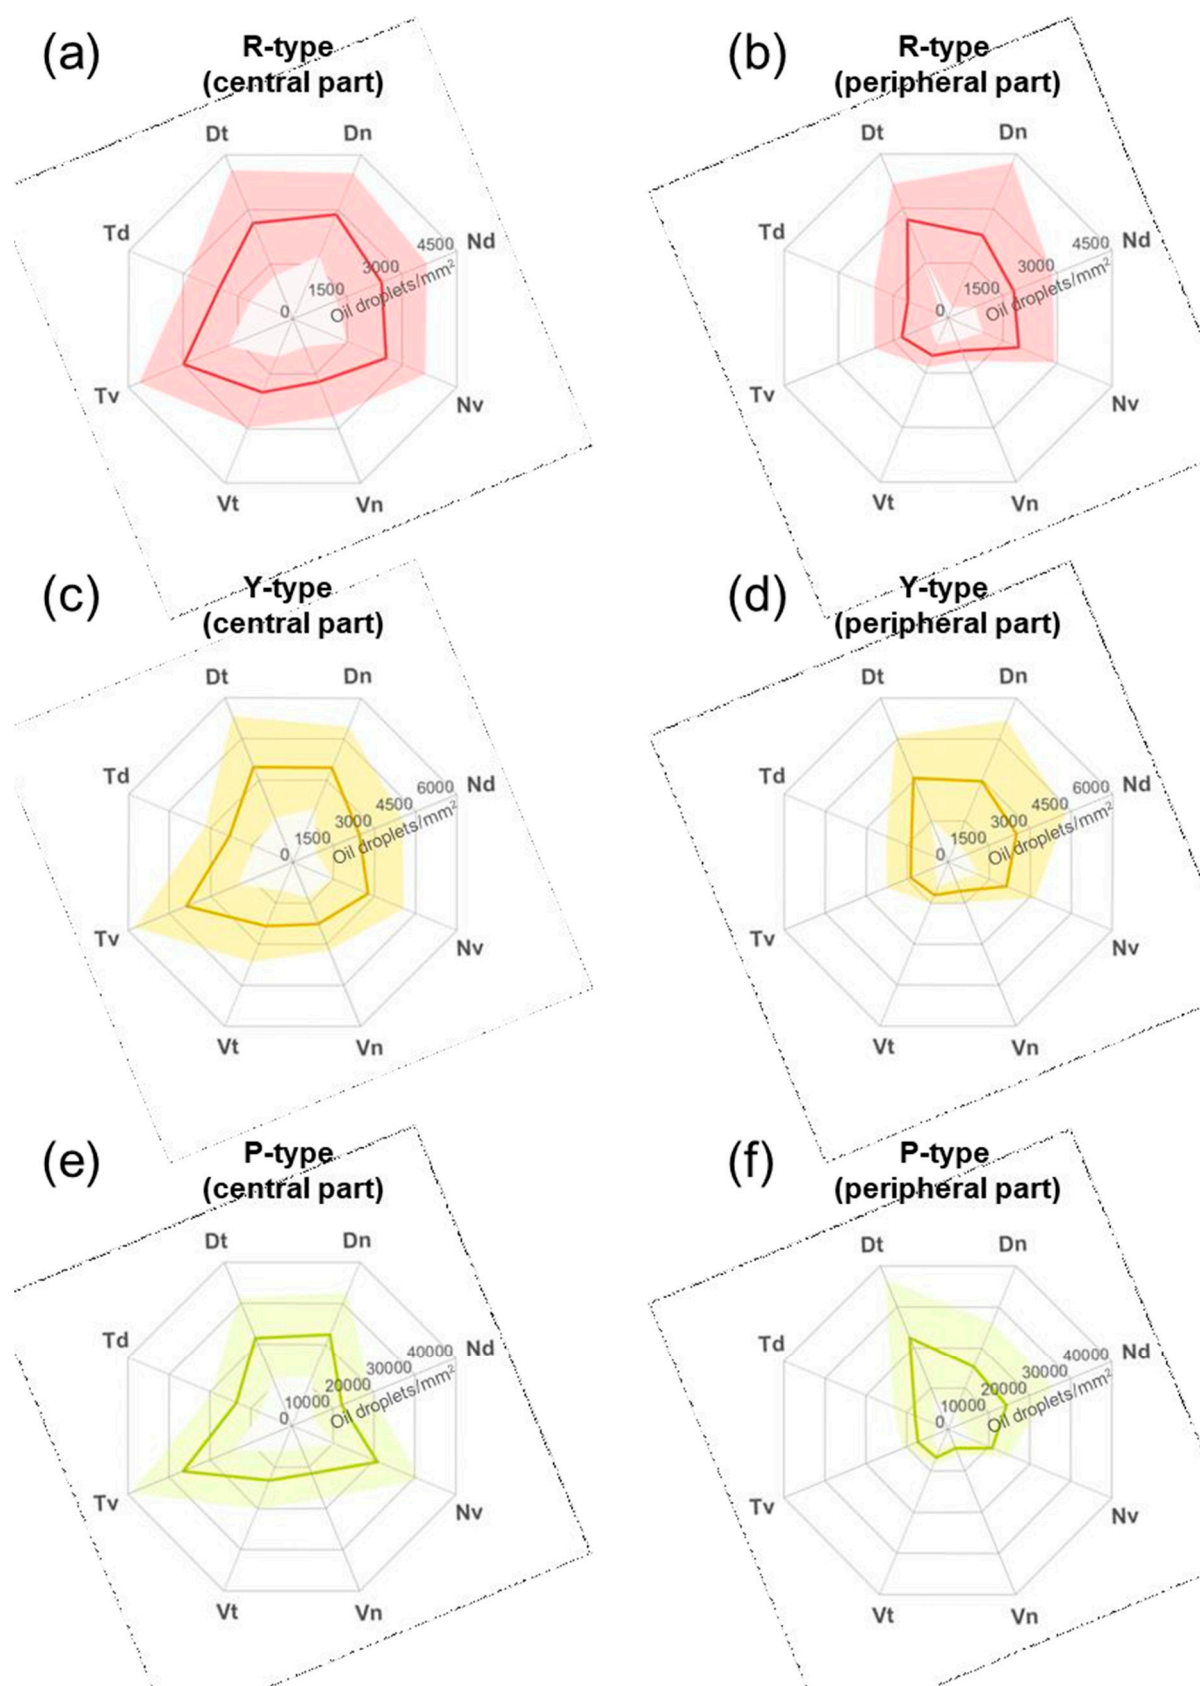 (a)
R-type
(central part)
Dt
Dn
Td
Nd
4500
3000
1500
0
Oil droplets/mm²
Tv
Nv
Vt
Vn
(b)
R-type
(peripheral part)
Dt
Dn
Td
Nd
4500
3000
1500
0
Oil droplets/mm²
Tv
Nv
Vt
Vn
(c)
Y-type
(central part)
Dt
Dn
Td
Nd
6000
4500
3000
1500
0
Oil droplets/mm²
Tv
Nv
Vt
Vn
(d)
Y-type
(peripheral part)
Dt
Dn
Td
Nd
6000
4500
3000
1500
0
Oil droplets/mm²
Tv
Nv
Vt
Vn
(e)
P-type
(central part)
Dt
Dn
Td
Nd
40000
30000
20000
10000
0
Oil droplets/mm²
Tv
Nv
Vt
Vn
(f)
P-type
(peripheral part)
Dt
Dn
Td
Nd
40000
30000
20000
10000
0
Oil droplets/mm²
Tv
Nv
Vt
Vn